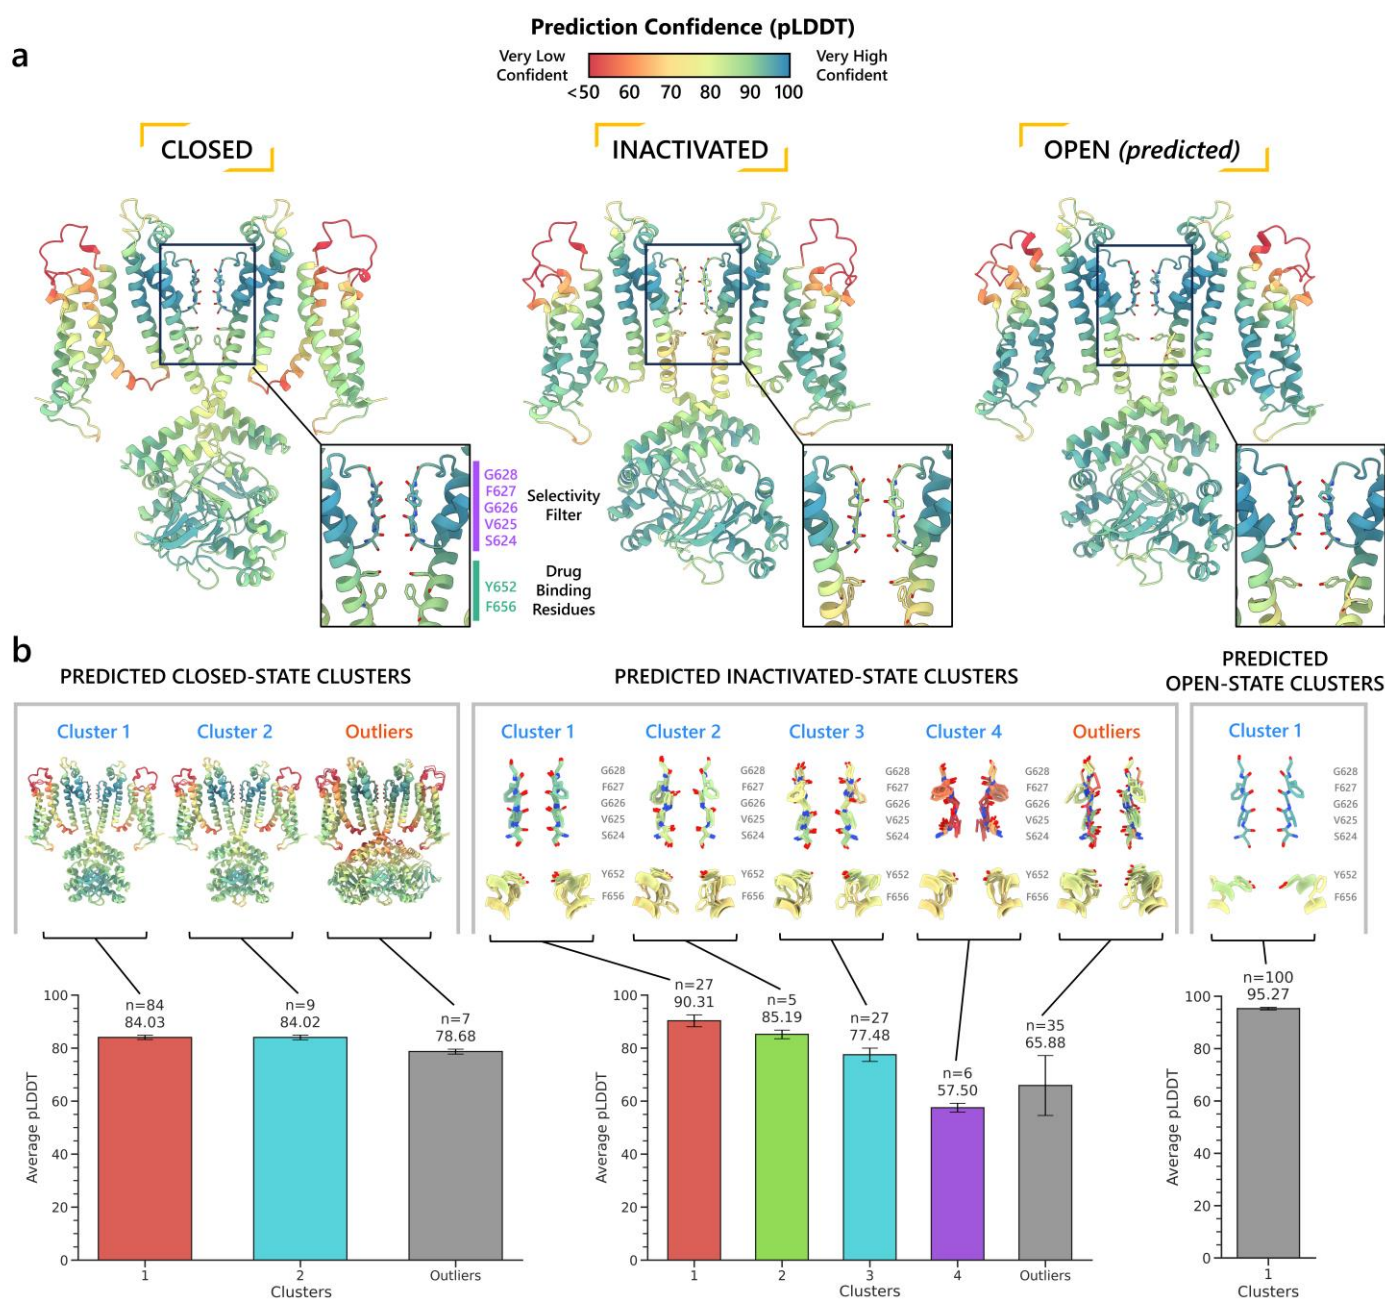 a
Prediction Confidence (pLDDT)
Very Low
Confident
Very High
Confident
<50 60 70 80 90 100
CLOSED
INACTIVATED
OPEN (predicted)
G628
F627
G626
V625
S624
Selectivity
Filter
Y652
F656
Drug
Binding
Residues
b
PREDICTED CLOSED-STATE CLUSTERS
PREDICTED INACTIVATED-STATE CLUSTERS
PREDICTED
OPEN-STATE CLUSTERS
Cluster 1
Cluster 2
Outliers
Cluster 1
Cluster 2
Cluster 3
Cluster 4
Outliers
Cluster 1
G628
F627
G626
V625
S624
Y652
F656
G628
F627
G626
V625
S624
Y652
F656
G628
F627
G626
V625
S624
Y652
F656
G628
F627
G626
V625
S624
Y652
F656
G628
F627
G626
V625
S624
Y652
F656
Average pLDDT
100
80
60
40
20
0
n=84
84.03
n=9
84.02
n=7
78.68
1
2
Outliers
Clusters
Average pLDDT
100
80
60
40
20
0
n=27
90.31
n=5
85.19
n=27
77.48
n=6
57.50
n=35
65.88
1
2
3
4
Outliers
Clusters
Average pLDDT
100
80
60
40
20
0
n=100
95.27
1
Clusters